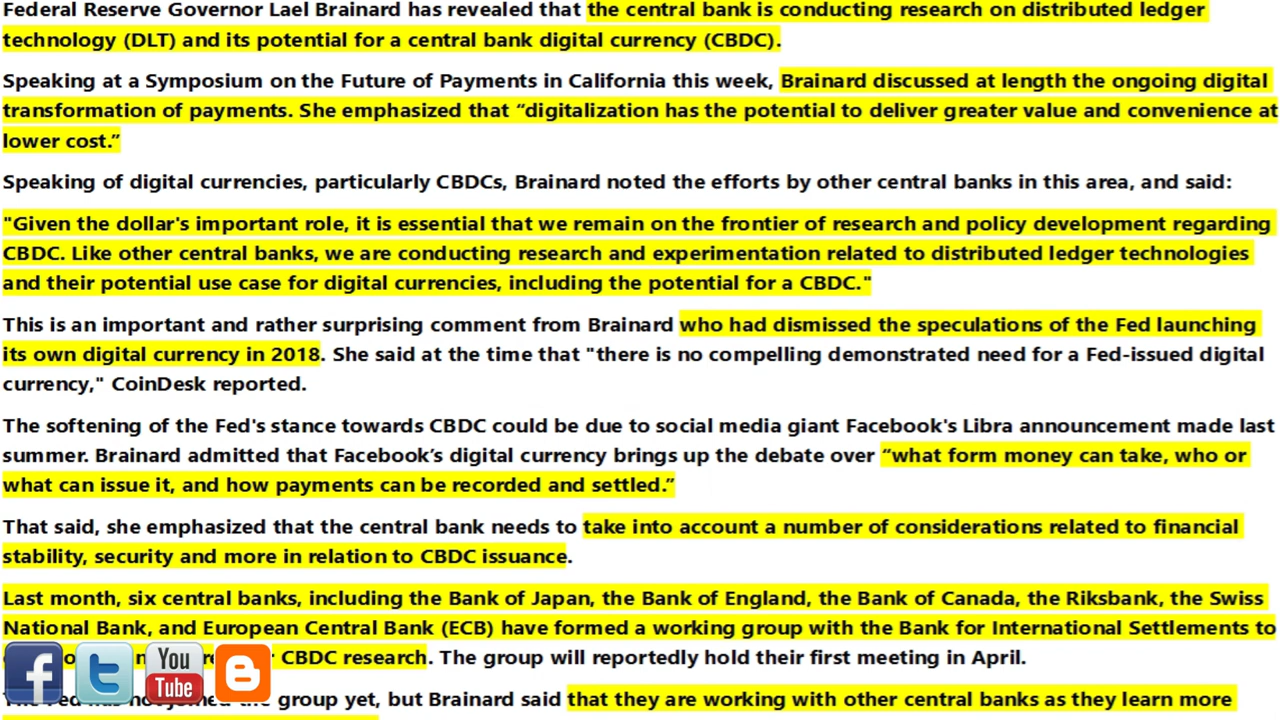 Federal Reserve Governor Lael Brainard has revealed that the central bank is conducting research on distributed ledger
technology (DLT) and its potential for a central bank digital currency (CBDC).
Speaking at a Symposium on the Future of Payments in California this week, Brainard discussed at length the ongoing digital
transformation of payments. She emphasized that “digitalization has the potential to deliver greater value and convenience at
lower cost.”
Speaking of digital currencies, particularly CBDCs, Brainard noted the efforts by other central banks in this area, and said:
"Given the dollar's important role, it is essential that we remain on the frontier of research and policy development regarding
CBDC. Like other central banks, we are conducting research and experimentation related to distributed ledger technologies
and their potential use case for digital currencies, including the potential for a CBDC."
This is an important and rather surprising comment from Brainard who had dismissed the speculations of the Fed launching
its own digital currency in 2018. She said at the time that "there is no compelling demonstrated need for a Fed-issued digital
currency," CoinDesk reported.
The softening of the Fed's stance towards CBDC could be due to social media giant Facebook's Libra announcement made last
summer. Brainard admitted that Facebook’s digital currency brings up the debate over “what form money can take, who or
what can issue it, and how payments can be recorded and settled.”
That said, she emphasized that the central bank needs to take into account a number of considerations related to financial
stability, security and more in relation to CBDC issuance.
Last month, six central banks, including the Bank of Japan, the Bank of England, the Bank of Canada, the Riksbank, the Swiss
National Bank, and European Central Bank (ECB) have formed a working group with the Bank for International Settlements to
CBDC research. The group will reportedly hold their first meeting in April.
group yet, but Brainard said that they are working with other central banks as they learn more
f
t
You
Tube